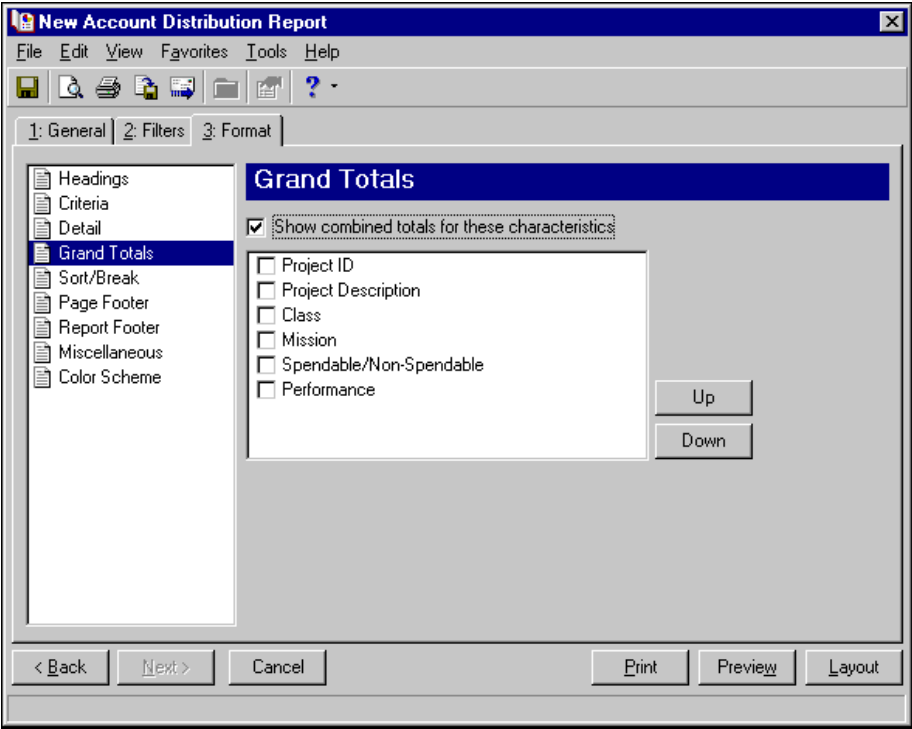 New Account Distribution Report
File Edit View Favorites Tools Help
?
1: General 2: Filters 3: Format
Headings
Criteria
Detail
Grand Totals
Sort/Break
Page Footer
Report Footer
Miscellaneous
Color Scheme
Grand Totals
Show combined totals for these characteristics
Project ID
Project Description
Class
Mission
Spendable/Non-Spendable
Performance
Up
Down
< Back Next > Cancel Print Preview Layout